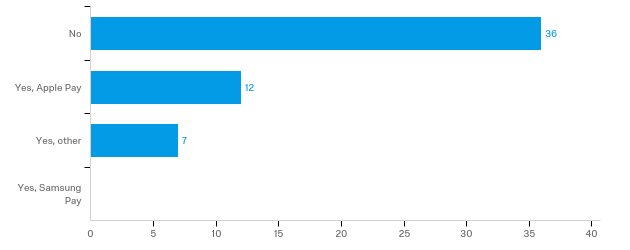 No
36
Yes, Apple Pay
12
Yes, other
7
Yes, Samsung
Pay
0 5 10 15 20 25 30 35 40